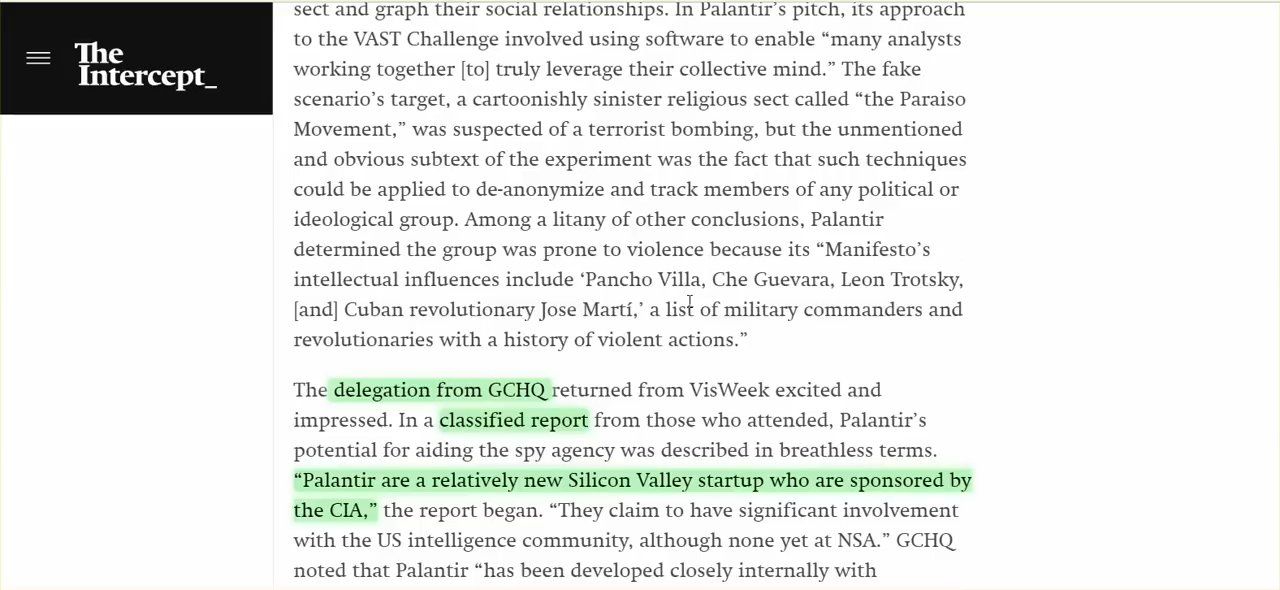 The
Intercept_
sect and graph their social relationships. In Palantir’s pitch, its approach
to the VAST Challenge involved using software to enable “many analysts
working together [to] truly leverage their collective mind.” The fake
scenario’s target, a cartoonishly sinister religious sect called “the Paraiso
Movement,” was suspected of a terrorist bombing, but the unmentioned
and obvious subtext of the experiment was the fact that such techniques
could be applied to de-anonymize and track members of any political or
ideological group. Among a litany of other conclusions, Palantir
determined the group was prone to violence because its “Manifesto’s
intellectual influences include ‘Pancho Villa, Che Guevara, Leon Trotsky,
[and] Cuban revolutionary Jose Martí,’ a list of military commanders and
revolutionaries with a history of violent actions.”
The delegation from GCHQ returned from VisWeek excited and
impressed. In a classified report from those who attended, Palantir’s
potential for aiding the spy agency was described in breathless terms.
“Palantir are a relatively new Silicon Valley startup who are sponsored by
the CIA,” the report began. “They claim to have significant involvement
with the US intelligence community, although none yet at NSA.” GCHQ
noted that Palantir “has been developed closely internally with